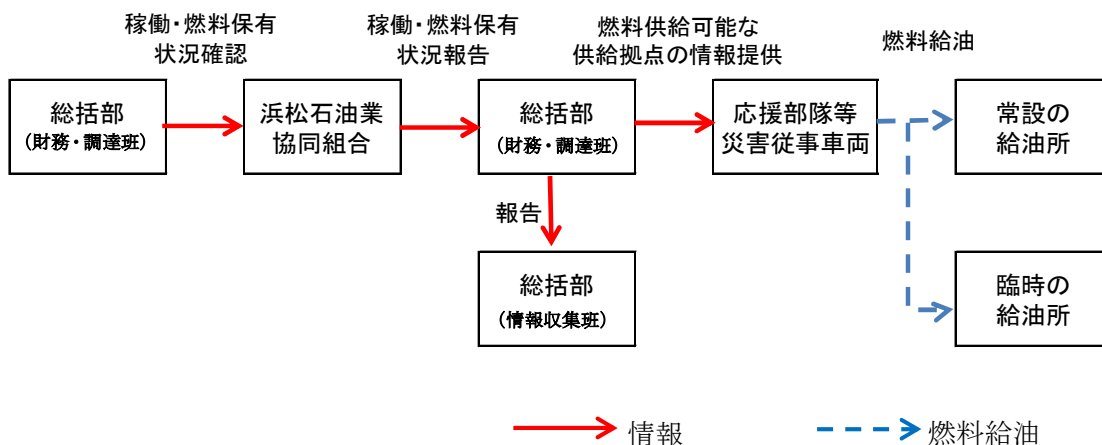 稼働・燃料保有
状況確認
稼働・燃料保有
状況報告
燃料供給可能な
供給拠点の情報提供
燃料給油
総括部
(財務・調達班)
浜松石油業
協同組合
総括部
(財務・調達班)
応援部隊等
災害従事車両
常設の
給油所
報告
総括部
(情報収集班)
臨時の
給油所
情報
燃料給油